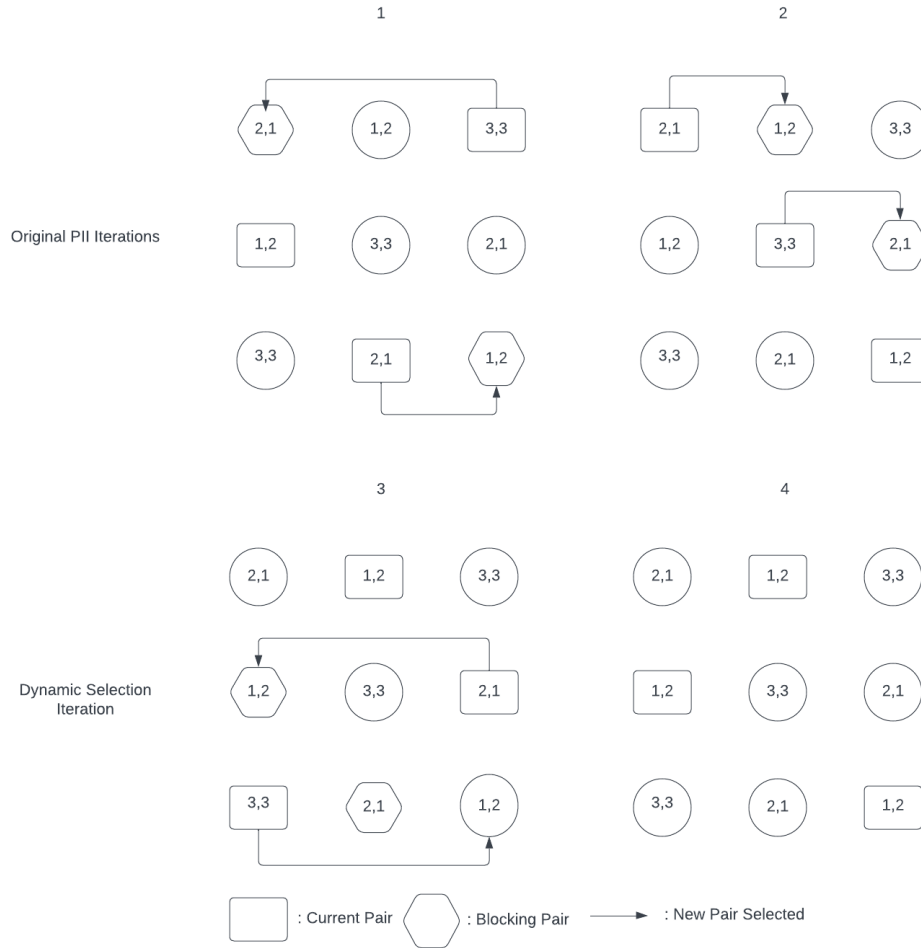 1 2
2,1 1,2 3,3 2,1 1,2 3,3
Original PII Iterations 1,2 3,3 2,1 1,2 3,3 2,1
3,3 2,1 1,2 3,3 2,1 1,2
3 4
2,1 1,2 3,3 2,1 1,2 3,3
Dynamic Selection
Iteration
1,2 3,3 2,1 1,2 3,3 2,1
3,3 2,1 1,2 3,3 2,1 1,2
: Current Pair : Blocking Pair : New Pair Selected